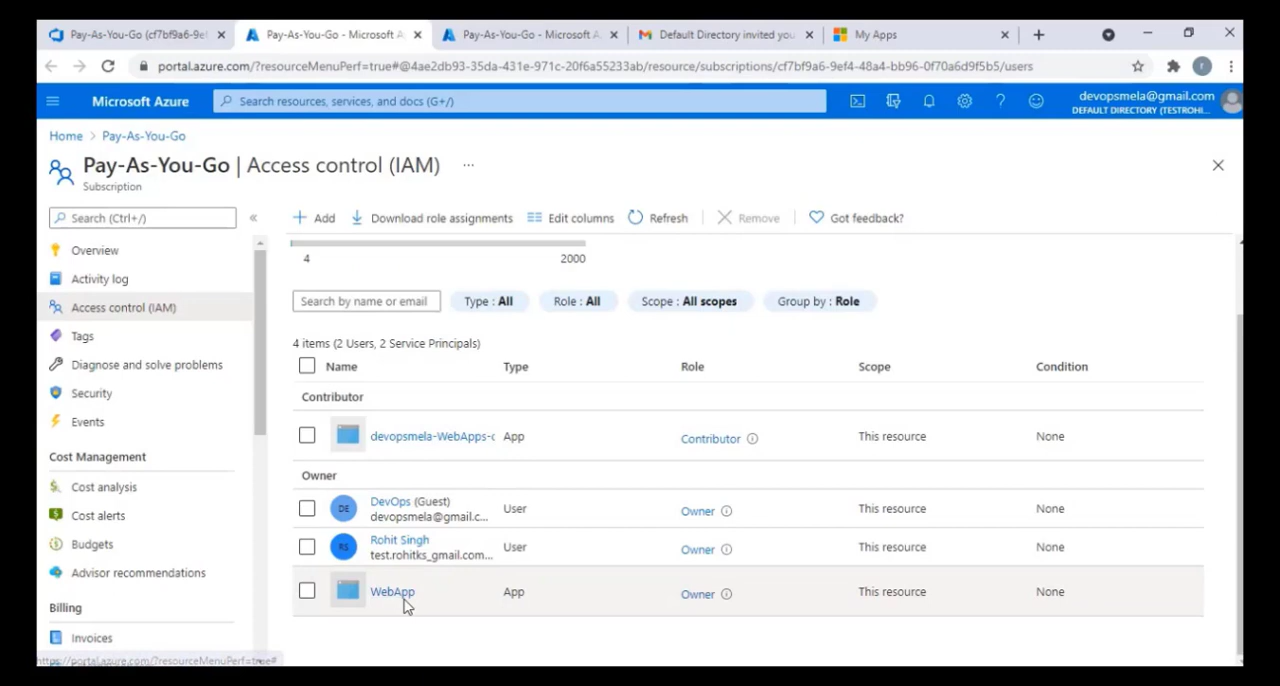 Pay-As-You-Go (cf7bf9a6-9ef
Pay-As-You-Go - Microsoft A
Pay-As-You-Go - Microsoft A
Default Directory invited you
My Apps
portal.azure.com/?resourceMenuPerf=true#@4ae2db93-35da-431e-971c-20f6a55233ab/resource/subscriptions/cf7bf9a6-9ef4-48a4-bb96-0f70a6d9f5b5/users
Microsoft Azure
Search resources, services, and docs (G+/)
devopsmela@gmail.com
DEFAULT DIRECTORY (TESTROHI...
Home > Pay-As-You-Go
Pay-As-You-Go | Access control (IAM) ...
Subscription
Search (Ctrl+/)
Add
Download role assignments
Edit columns
Refresh
Remove
Got feedback?
Overview
Activity log
Access control (IAM)
Tags
Diagnose and solve problems
Security
Events
Cost Management
Cost analysis
Cost alerts
Budgets
Advisor recommendations
Billing
Invoices
https://portal.azure.com/?resourceMenuPerf=true#
4 2000
Search by name or email
Type : All
Role : All
Scope : All scopes
Group by : Role
4 items (2 Users, 2 Service Principals)
Name Type Role Scope Condition
Contributor
devopsmela-WebApps-c App Contributor This resource None
Owner
DE DevOps (Guest) User Owner This resource None
devopsmela@gmail.c...
RS Rohit Singh User Owner This resource None
test.rohitks_gmail.com...
WebApp App Owner This resource None